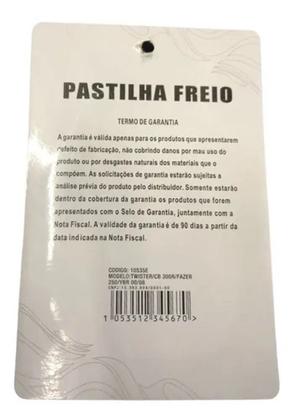 PASTILHA FREIO
TERMO DE GARANTIA
A garantia é válida apenas para os produtos que apresentarem
defeito de fabricação, não cobrindo danos por mau uso do
produto ou por desgastes naturais dos materiais que o
compõem. As solicitações de garantia estarão sujeitas a
análise prévia do produto pelo distribuidor. Somente estarão
dentro da cobertura da garantia os produtos que forem
apresentados com o Selo de Garantia, juntamente com a
Nota Fiscal. A validade da garantia é de 90 dias a partir da
data indicada na Nota Fiscal.
CODIGO: 10535E
MODELO:TWISTER/CB 300R/FAZER
250/YBR 00/08
1053512345670>